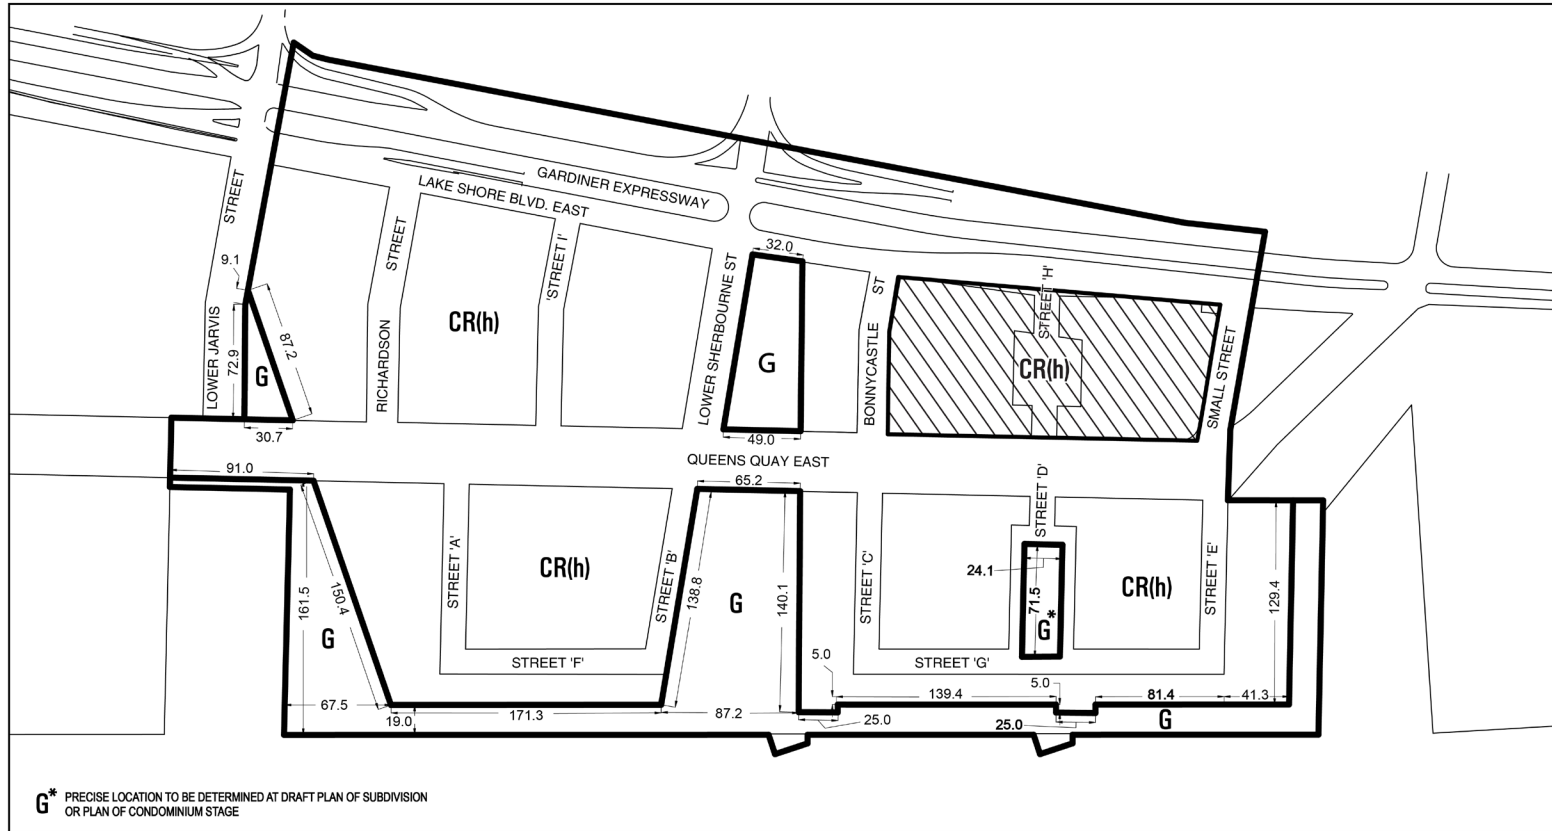 GARDINER EXPRESSWAY
LAKE SHORE BLVD. EAST
STREET
LOWER JARVIS
STREET
RICHARDSON
'STREET I'
LOWER SHERBOURNE ST
ST
BONNYCASTLE
STREET 'H'
SMALL STREET
9.1
87.2
72.9
G
30.7
CR(h)
32.0
G
49.0
CR(h)
QUEENS QUAY EAST
91.0
65.2
STREET 'A'
STREET 'B'
STREET 'C'
STREET 'D'
STREET 'E'
161.5
150.4
G
CR(h)
138.8
G
140.1
24.1
71.5
G*
CR(h)
129.4
STREET 'F'
STREET 'G'
5.0
5.0
67.5
19.0
171.3
87.2
25.0
139.4
25.0
81.4
41.3
G
G* PRECISE LOCATION TO BE DETERMINED AT DRAFT PLAN OF SUBDIVISION
OR PLAN OF CONDOMINIUM STAGE